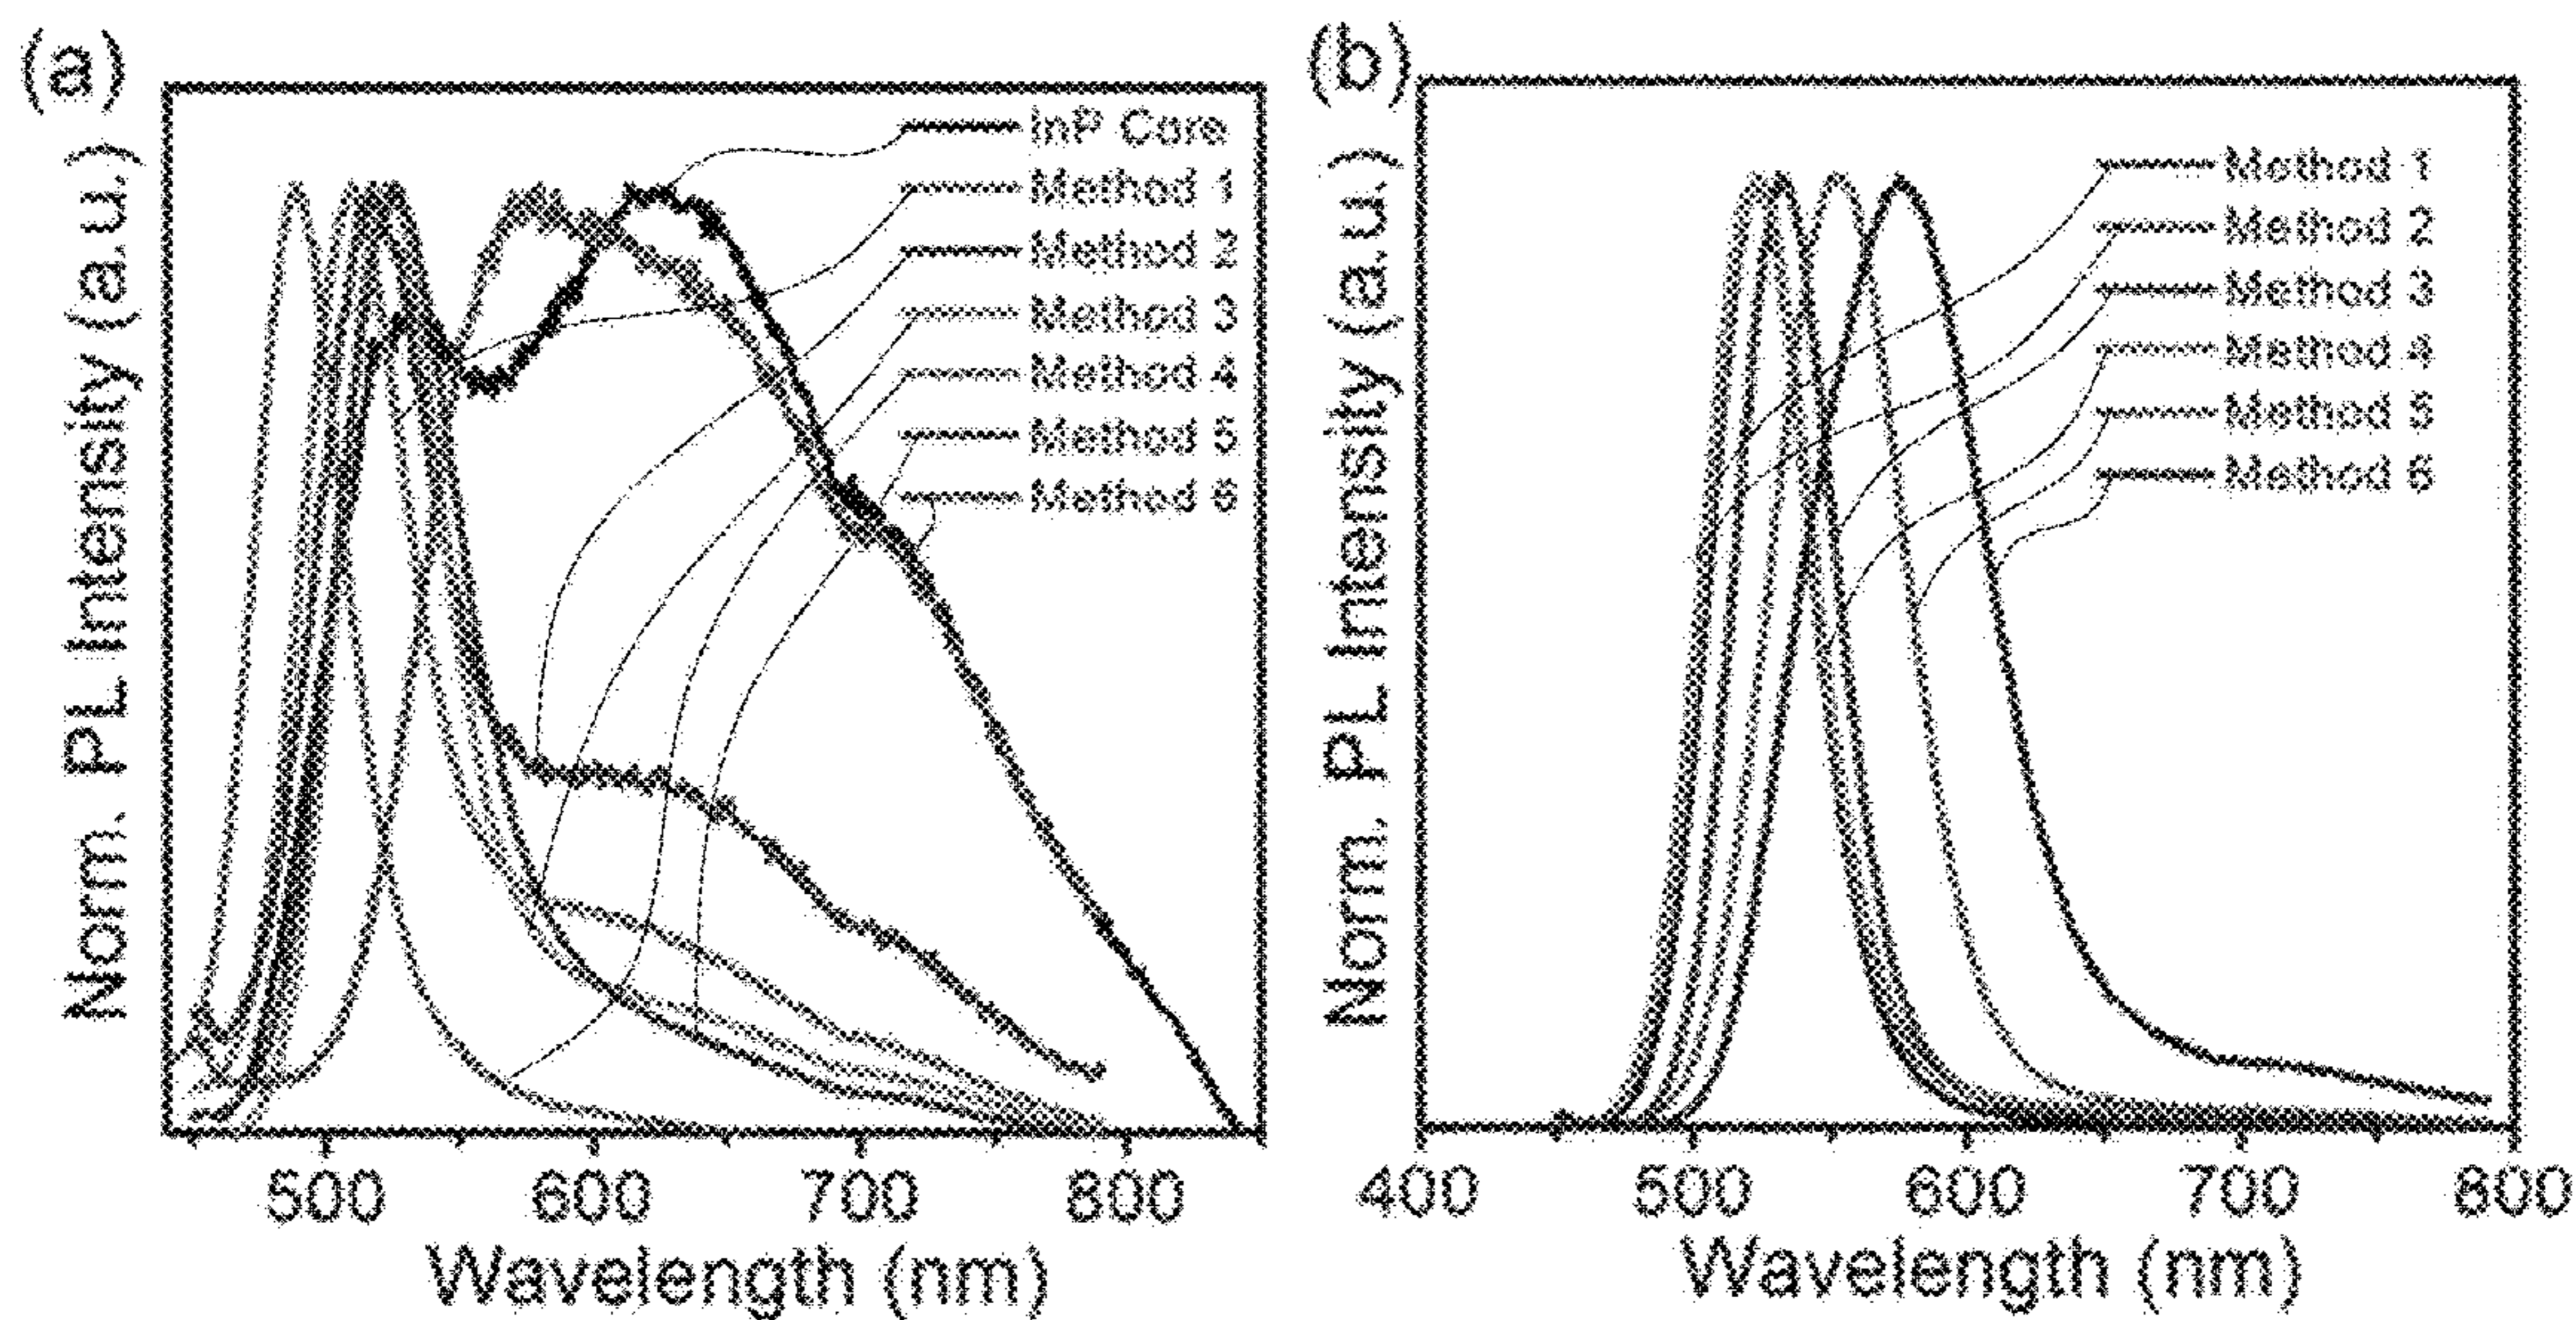 (a)
Norm. PL Intensity (a.u.)
InP Core
Method 1
Method 2
Method 3
Method 4
Method 5
Method 6
500 600 700 800
Wavelength (nm)
(b)
Norm. PL Intensity (a.u.)
Method 1
Method 2
Method 3
Method 4
Method 5
Method 6
400 500 600 700 800
Wavelength (nm)